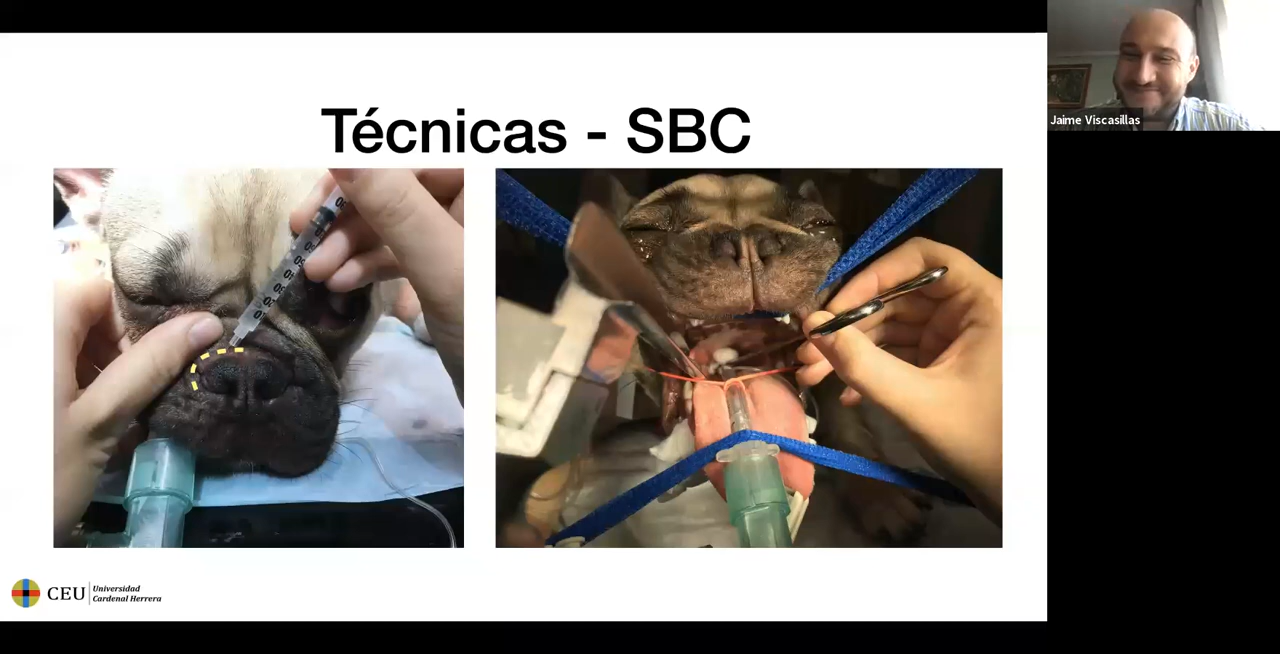 Técnicas - SBC
Jaime Viscasillas
CEU
Universidad
Cardenal Herrera